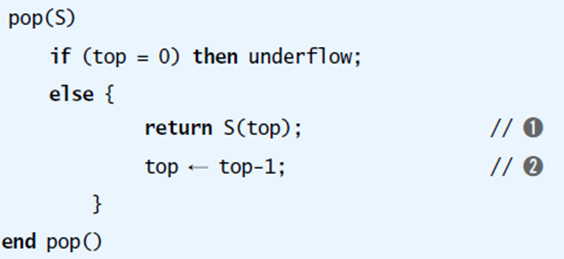 pop(S)
if (top = 0) then underflow;
else {
return S(top); // ❶
top ← top-1; // ❷
}
end pop()